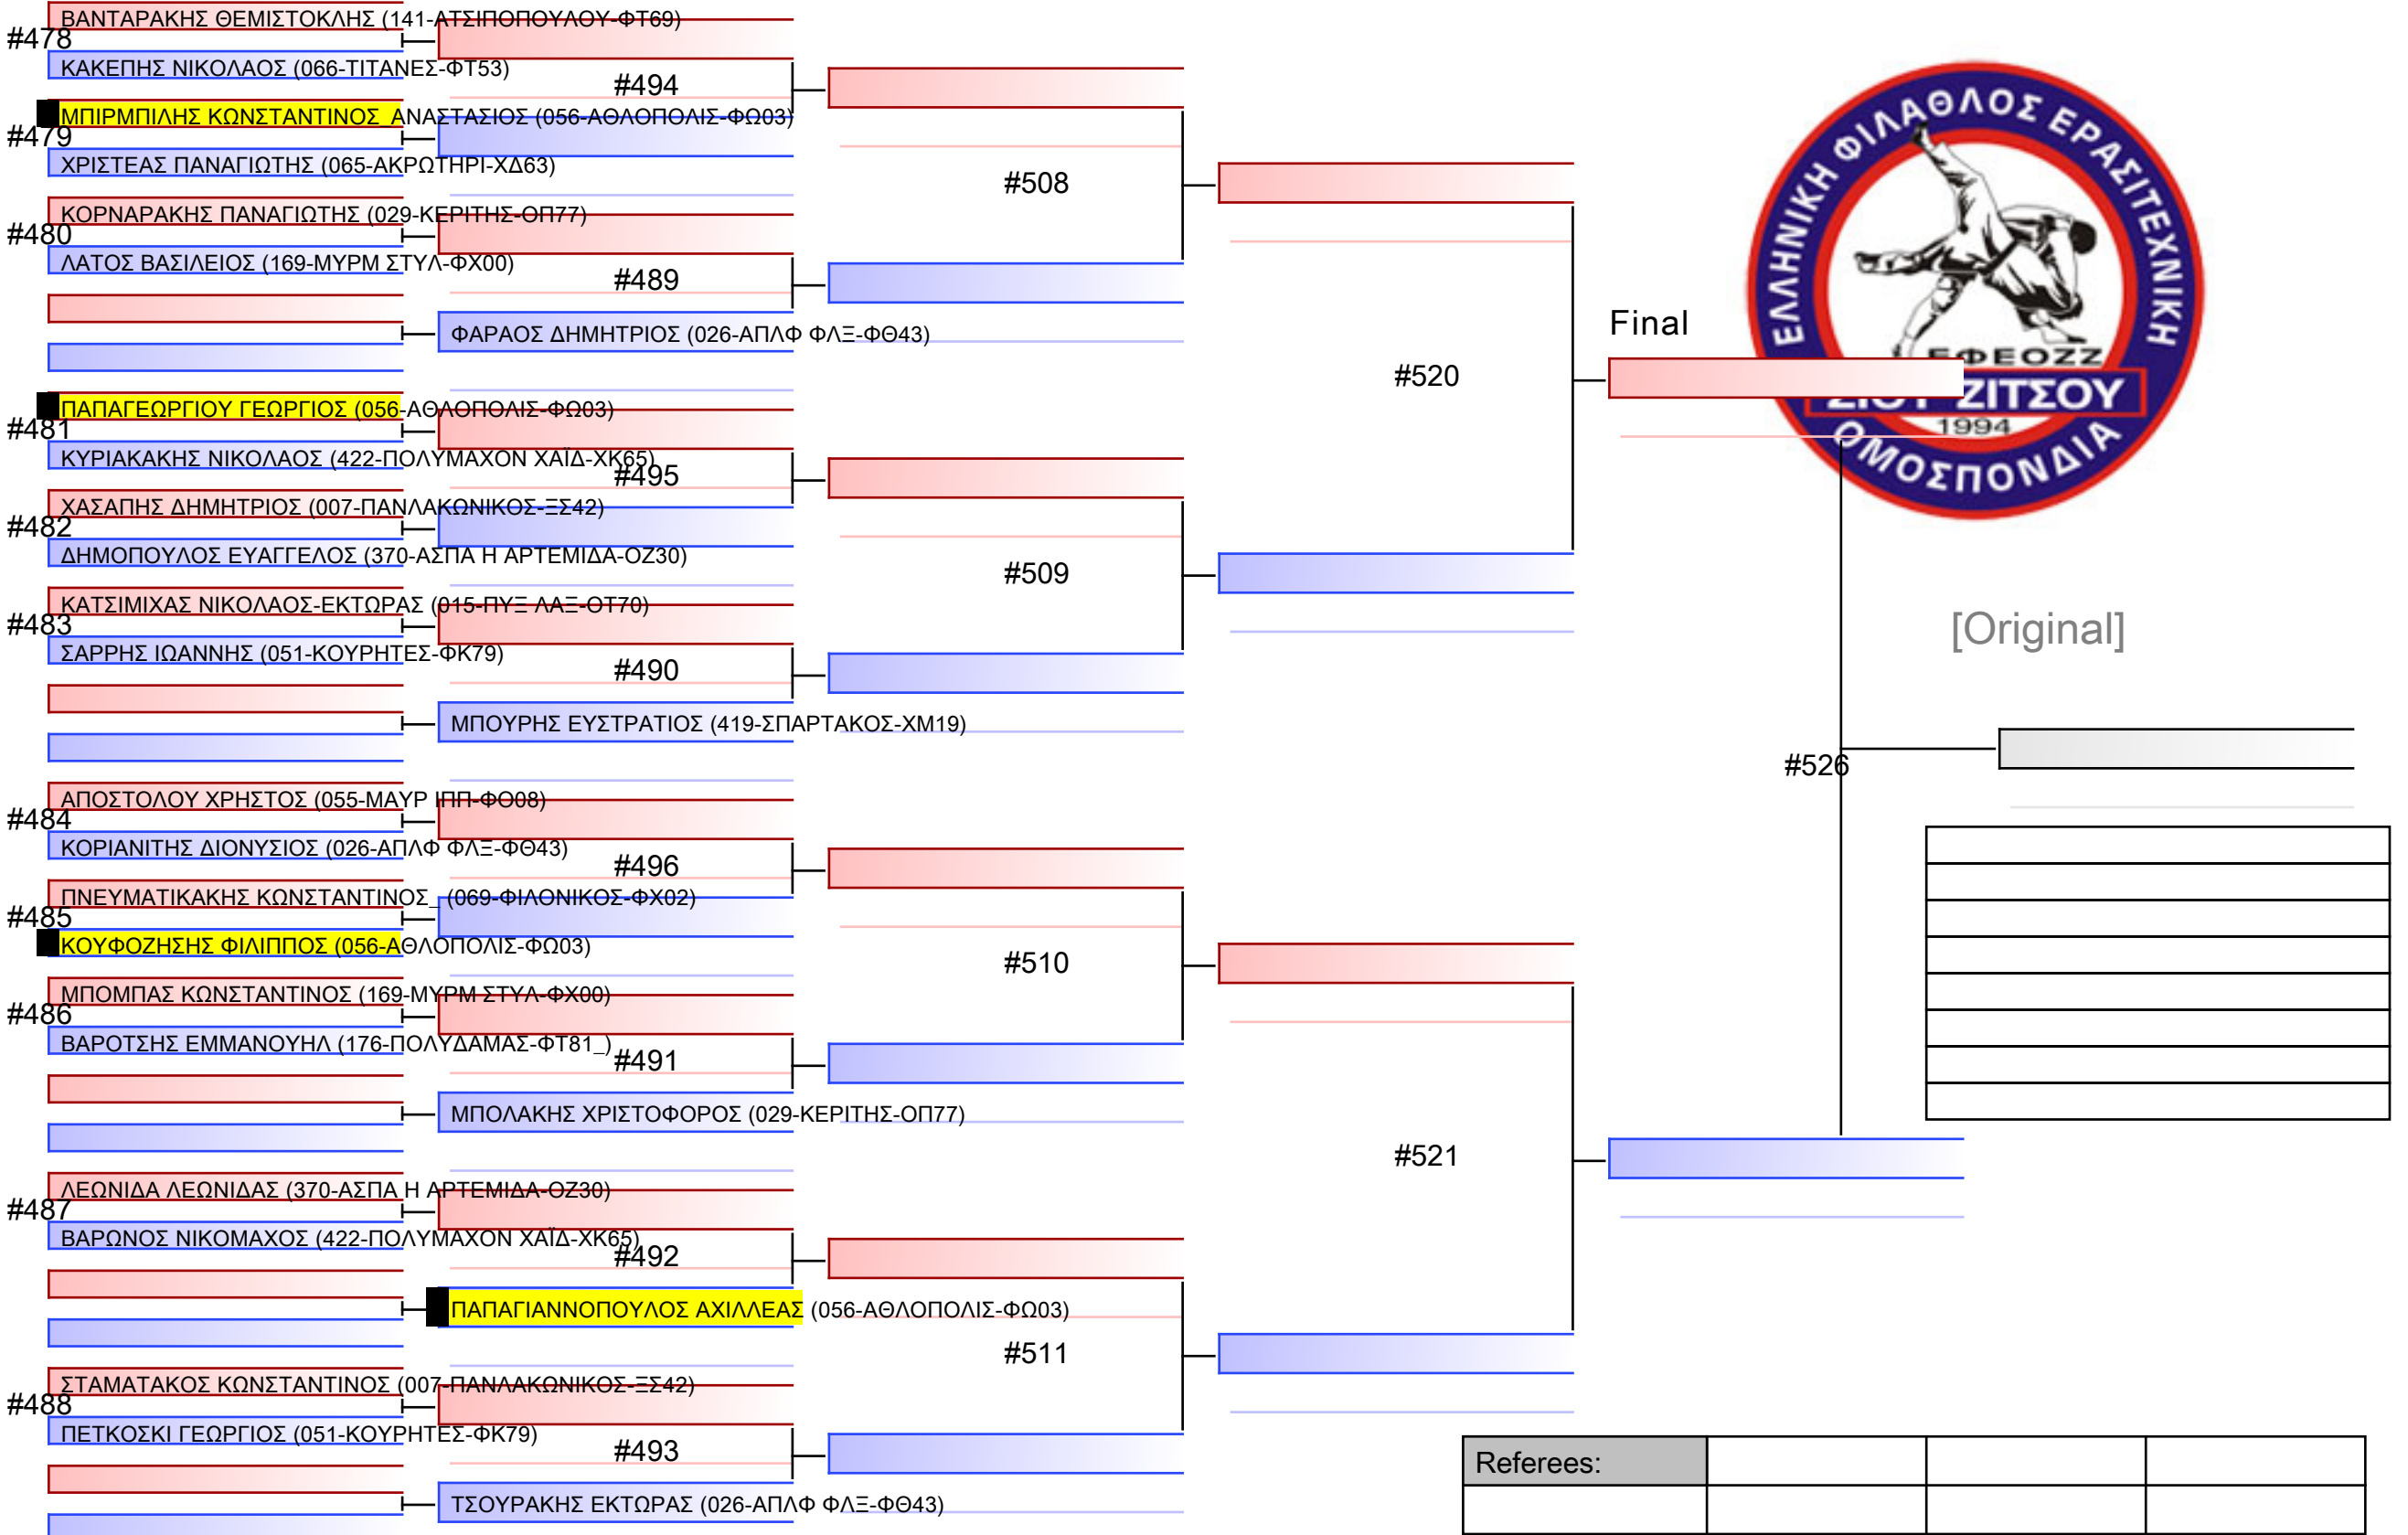 ΒΑΝΤΑΡΑΚΗΣ ΘΕΜΙΣΤΟΚΛΗΣ (141-ΑΤΣΙΠΟΠΟΥΛΟΥ-ΦΤ69)
#478
ΚΑΚΕΠΗΣ ΝΙΚΟΛΑΟΣ (066-ΤΙΤΑΝΕΣ-ΦΤ53)
#494
ΜΠΙΡΜΠΙΛΗΣ ΚΩΝΣΤΑΝΤΙΝΟΣ_ΑΝΑΣΤΑΣΙΟΣ (056-ΑΘΛΟΠΟΛΙΣ-ΦΩ03)
#479
ΧΡΙΣΤΕΑΣ ΠΑΝΑΓΙΩΤΗΣ (065-ΑΚΡΩΤΗΡΙ-ΧΔ63)
#508
ΚΟΡΝΑΡΑΚΗΣ ΠΑΝΑΓΙΩΤΗΣ (029-ΚΕΡΙΤΗΣ-ΟΠ77)
#480
ΛΑΤΟΣ ΒΑΣΙΛΕΙΟΣ (169-ΜΥΡΜ ΣΤΥΛ-ΦΧ00)
#489
ΦΑΡΑΟΣ ΔΗΜΗΤΡΙΟΣ (026-ΑΠΛΦ ΦΛΞ-ΦΘ43)
Final
#520
ΠΑΠΑΓΕΩΡΓΙΟΥ ΓΕΩΡΓΙΟΣ (056-ΑΘΛΟΠΟΛΙΣ-ΦΩ03)
#481
ΚΥΡΙΑΚΑΚΗΣ ΝΙΚΟΛΑΟΣ (422-ΠΟΛΥΜΑΧΟΝ ΧΑΪΔ-ΧΚ65)
#495
ΧΑΣΑΠΗΣ ΔΗΜΗΤΡΙΟΣ (007-ΠΑΝΛΑΚΩΝΙΚΟΣ-ΞΣ42)
#482
ΔΗΜΟΠΟΥΛΟΣ ΕΥΑΓΓΕΛΟΣ (370-ΑΣΠΑ Η ΑΡΤΕΜΙΔΑ-ΟΖ30)
#509
ΚΑΤΣΙΜΙΧΑΣ ΝΙΚΟΛΑΟΣ-ΕΚΤΩΡΑΣ (015-ΠΥΞ ΛΑΞ-ΟΤ70)
#483
ΣΑΡΡΗΣ ΙΩΑΝΝΗΣ (051-ΚΟΥΡΗΤΕΣ-ΦΚ79)
#490
ΜΠΟΥΡΗΣ ΕΥΣΤΡΑΤΙΟΣ (419-ΣΠΑΡΤΑΚΟΣ-ΧΜ19)
ΑΠΟΣΤΟΛΟΥ ΧΡΗΣΤΟΣ (055-ΜΑΥΡ ΙΠΠ-ΦΟ08)
#484
ΚΟΡΙΑΝΙΤΗΣ ΔΙΟΝΥΣΙΟΣ (026-ΑΠΛΦ ΦΛΞ-ΦΘ43)
#496
ΠΝΕΥΜΑΤΙΚΑΚΗΣ ΚΩΝΣΤΑΝΤΙΝΟΣ_ (069-ΦΙΛΟΝΙΚΟΣ-ΦΧ02)
#485
ΚΟΥΦΟΖΗΣΗΣ ΦΙΛΙΠΠΟΣ (056-ΑΘΛΟΠΟΛΙΣ-ΦΩ03)
#510
ΜΠΟΜΠΑΣ ΚΩΝΣΤΑΝΤΙΝΟΣ (169-ΜΥΡΜ ΣΤΥΛ-ΦΧ00)
#486
ΒΑΡΟΤΣΗΣ ΕΜΜΑΝΟΥΗΛ (176-ΠΟΛΥΔΑΜΑΣ-ΦΤ81_)
#491
ΜΠΟΛΑΚΗΣ ΧΡΙΣΤΟΦΟΡΟΣ (029-ΚΕΡΙΤΗΣ-ΟΠ77)
#521
ΛΕΩΝΙΔΑ ΛΕΩΝΙΔΑΣ (370-ΑΣΠΑ Η ΑΡΤΕΜΙΔΑ-ΟΖ30)
#487
ΒΑΡΩΝΟΣ ΝΙΚΟΜΑΧΟΣ (422-ΠΟΛΥΜΑΧΟΝ ΧΑΪΔ-ΧΚ65)
#492
ΠΑΠΑΓΙΑΝΝΟΠΟΥΛΟΣ ΑΧΙΛΛΕΑΣ (056-ΑΘΛΟΠΟΛΙΣ-ΦΩ03)
#511
ΣΤΑΜΑΤΑΚΟΣ ΚΩΝΣΤΑΝΤΙΝΟΣ (007-ΠΑΝΛΑΚΩΝΙΚΟΣ-ΞΣ42)
#488
ΠΕΤΚΟΣΚΙ ΓΕΩΡΓΙΟΣ (051-ΚΟΥΡΗΤΕΣ-ΦΚ79)
#493
ΤΣΟΥΡΑΚΗΣ ΕΚΤΩΡΑΣ (026-ΑΠΛΦ ΦΛΞ-ΦΘ43)
ΕΛΛΗΝΙΚΗ ΦΙΛΑΘΛΟΣ ΕΡΑΣΙΤΕΧΝΙΚΗ
ΕΦΕΟΖΖ
ΖΙΤΣΟΥ
1994
ΟΜΟΣΠΟΝΔΙΑ
[Original]
#526
Referees: